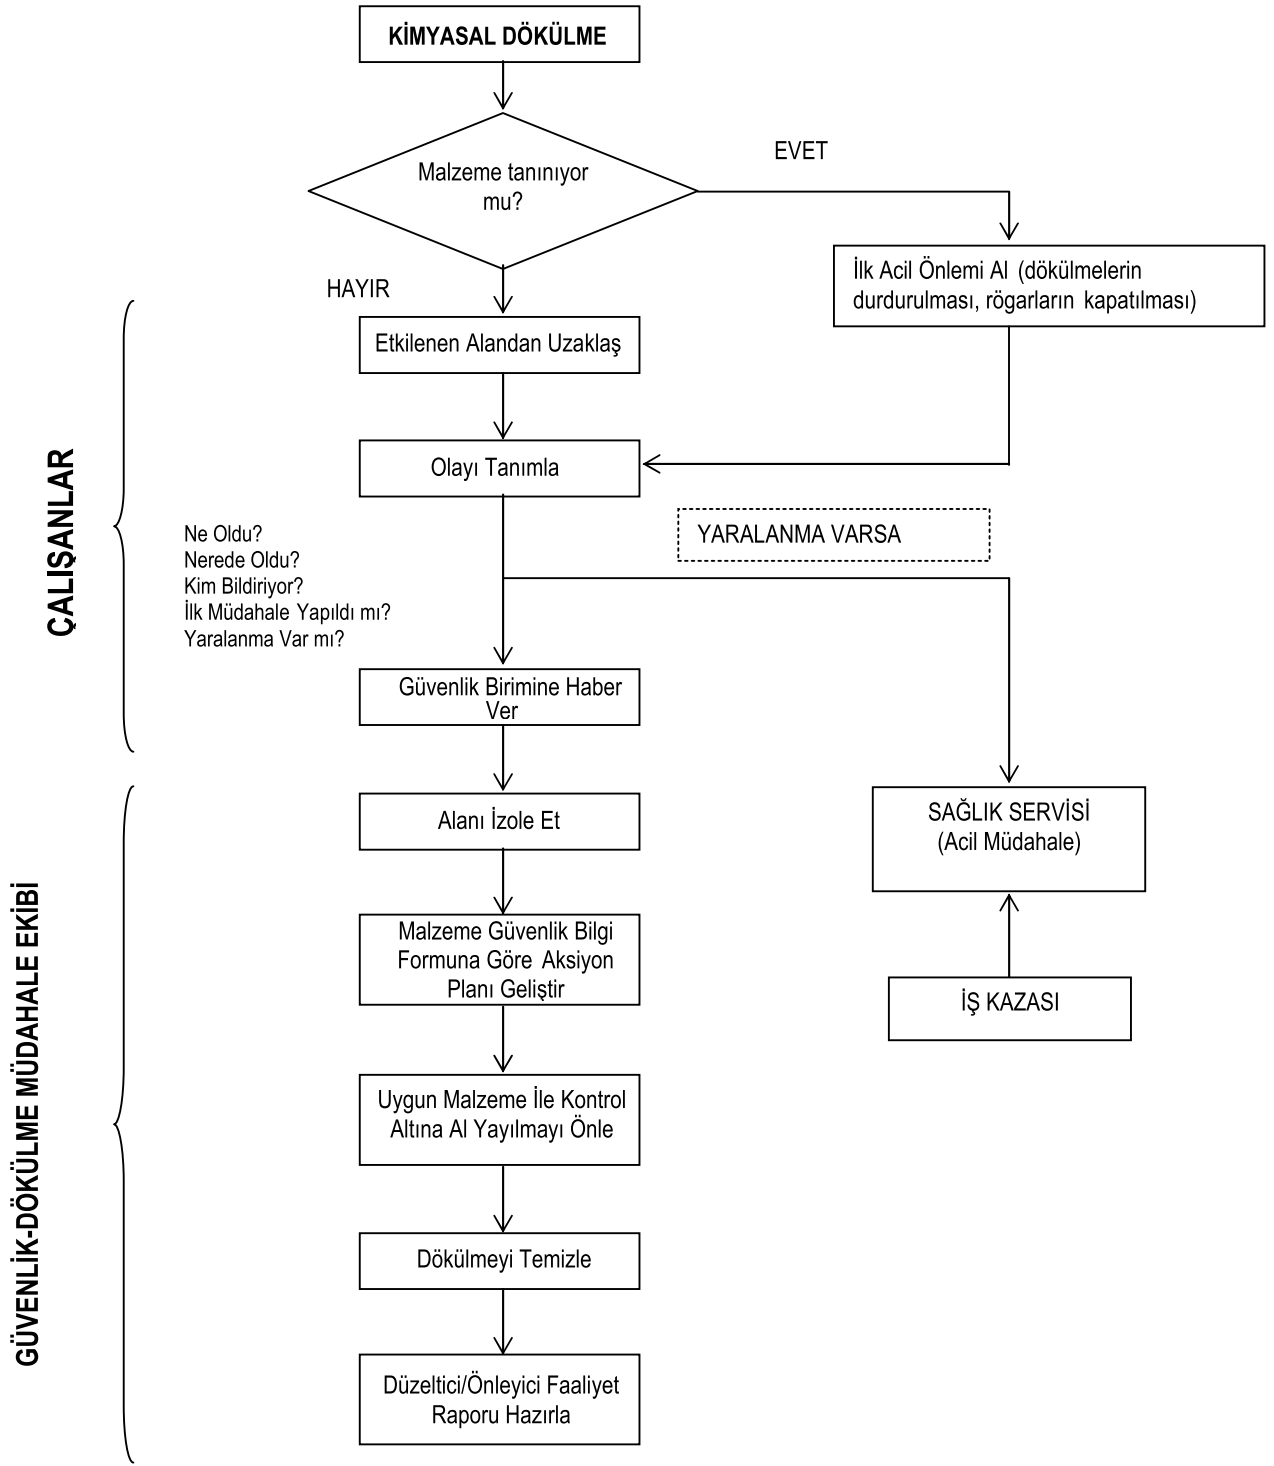 KİMYASAL DÖKÜLME
EVET
Malzeme tanınıyor
mu?
İlk Acil Önlemi Al (dökülmelerin
durdurulması, rögarların kapatılması)
HAYIR
Etkilenen Alandan Uzaklaş
ÇALIŞANLAR
Olayı Tanımla
YARALANMA VARSA
Ne Oldu?
Nerede Oldu?
Kim Bildiriyor?
İlk Müdahale Yapıldı mı?
Yaralanma Var mı?
Güvenlik Birimine Haber
Ver
GÜVENLİK-DÖKÜLME MÜDAHALE EKİBİ
Alanı İzole Et
SAĞLIK SERVİSİ
(Acil Müdahale)
Malzeme Güvenlik Bilgi
Formuna Göre Aksiyon
Planı Geliştir
İŞ KAZASI
Uygun Malzeme İle Kontrol
Altına Al Yayılmayı Önle
Dökülmeyi Temizle
Düzeltici/Önleyici Faaliyet
Raporu Hazırla